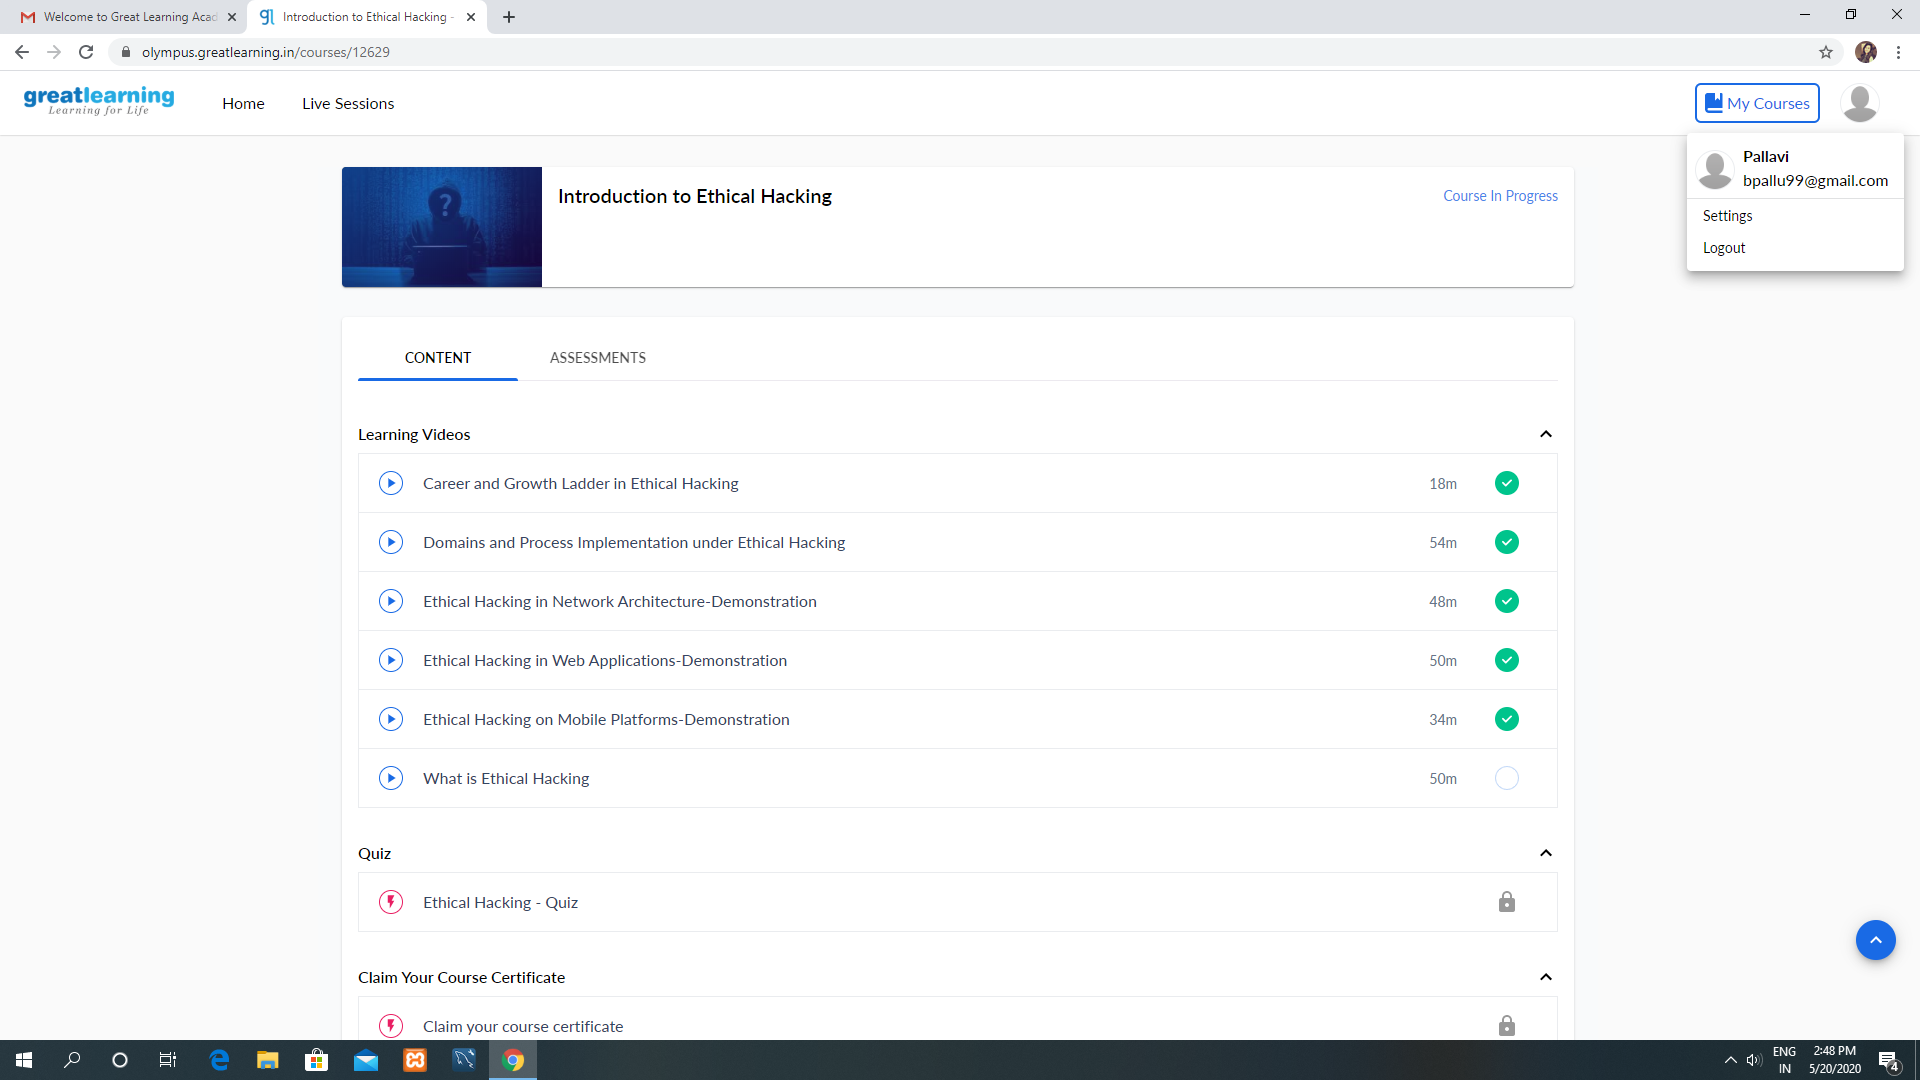 Welcome to Great Learning Acad
Introduction to Ethical Hacking -
olympus.greatlearning.in/courses/12629
greatlearning
Learning for Life
Home
Live Sessions
My Courses
Pallavi
bpallu99@gmail.com
Settings
Logout
?
Introduction to Ethical Hacking
Course In Progress
CONTENT
ASSESSMENTS
Learning Videos
Career and Growth Ladder in Ethical Hacking 18m
Domains and Process Implementation under Ethical Hacking 54m
Ethical Hacking in Network Architecture-Demonstration 48m
Ethical Hacking in Web Applications-Demonstration 50m
Ethical Hacking on Mobile Platforms-Demonstration 34m
What is Ethical Hacking 50m
Quiz
Ethical Hacking - Quiz
Claim Your Course Certificate
Claim your course certificate
ENG
IN
2:48 PM
5/20/2020
4